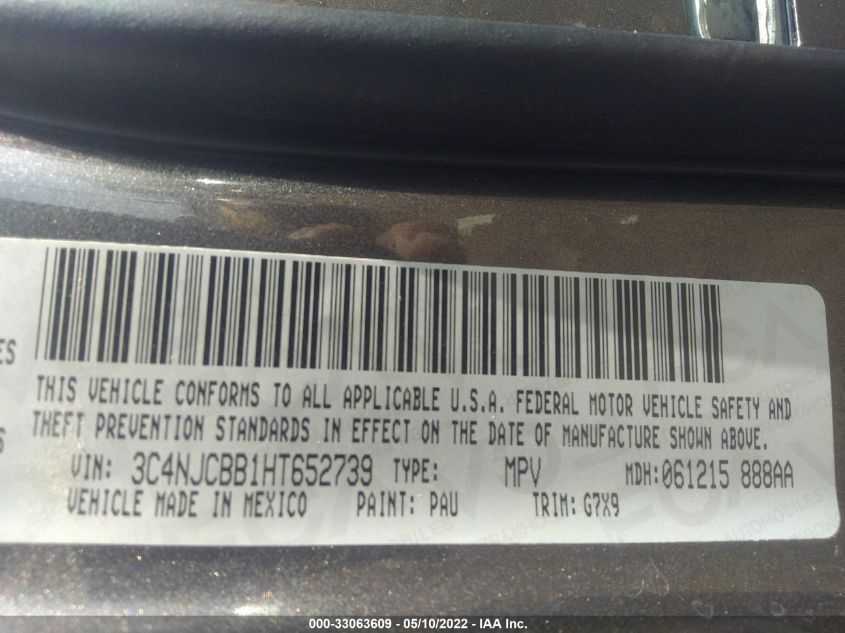 ES
THIS VEHICLE CONFORMS TO ALL APPLICABLE U.S.A. FEDERAL MOTOR VEHICLE SAFETY AND
THEFT PREVENTION STANDARDS IN EFFECT ON THE DATE OF MANUFACTURE SHOWN ABOVE.
S
VIN: 3C4NJCBB1HT652739 TYPE: MPV MDH:061215 888AA
VEHICLE MADE IN MEXICO PAINT: PAU TRIM: G7X9
000-33063609 - 05/10/2022 - IAA Inc.